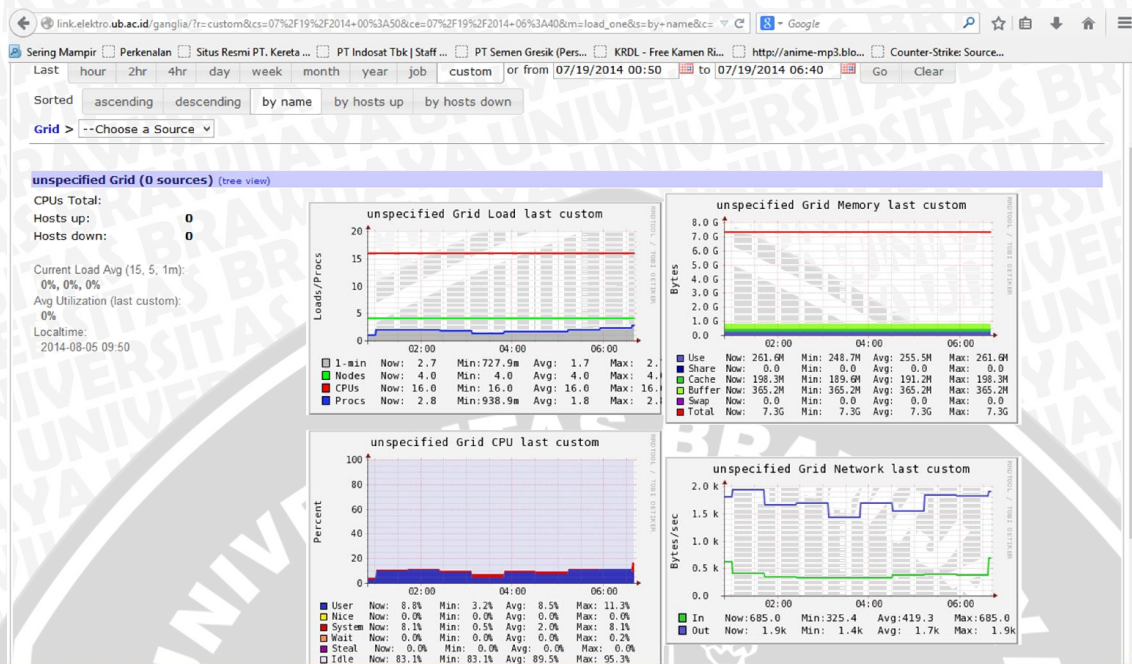 link.elektro.ub.ac.id/ganglia/?r=custom&cs=07%2F19%2F2014+00%3A50&ce=07%2F19%2F2014+06%3A40&m=load_one&s=by+name&c=
Google
Sering Mampir Perkenalan Situs Resmi PT. Kereta ... PT Indosat Tbk | Staff ... PT Semen Gresik (Pers... KRDL - Free Kamen Ri... http://anime-mp3.blo... Counter-Strike: Source...
Last hour 2hr 4hr day week month year job custom or from 07/19/2014 00:50 to 07/19/2014 06:40 Go Clear
Sorted ascending descending by name by hosts up by hosts down
Grid > --Choose a Source
unspecified Grid (0 sources) (tree view)
CPUs Total:
Hosts up: 0
Hosts down: 0
Current Load Avg (15, 5, 1m):
0%, 0%, 0%
Avg Utilization (last custom):
0%
Localtime:
2014-08-05 09:50
unspecified Grid Load last custom
RRDTOOL / TOBI OETIKER
Loads/Procs
20
15
10
5
0
02:00 04:00 06:00
1-min Now: 2.7 Min:727.9m Avg: 1.7 Max: 2.
Nodes Now: 4.0 Min: 4.0 Avg: 4.0 Max: 4.
CPUs Now: 16.0 Min: 16.0 Avg: 16.0 Max: 16.
Procs Now: 2.8 Min:938.9m Avg: 1.8 Max: 2.
unspecified Grid Memory last custom
RRDTOOL / TOBI OETIKER
Bytes
8.0 G
7.0 G
6.0 G
5.0 G
4.0 G
3.0 G
2.0 G
1.0 G
0.0
02:00 04:00 06:00
Use Now: 261.6M Min: 248.7M Avg: 255.5M Max: 261.6M
Share Now: 0.0 Min: 0.0 Avg: 0.0 Max: 0.0
Cache Now: 198.3M Min: 189.6M Avg: 191.2M Max: 198.3M
Buffer Now: 365.2M Min: 365.2M Avg: 365.2M Max: 365.2M
Swap Now: 0.0 Min: 0.0 Avg: 0.0 Max: 0.0
Total Now: 7.3G Min: 7.3G Avg: 7.3G Max: 7.3G
unspecified Grid CPU last custom
RRDTOOL / TOBI OETIKER
Percent
100
80
60
40
20
0
02:00 04:00 06:00
User Now: 8.8% Min: 3.2% Avg: 8.5% Max: 11.3%
Nice Now: 0.0% Min: 0.0% Avg: 0.0% Max: 0.0%
System Now: 8.1% Min: 0.5% Avg: 2.0% Max: 8.1%
Wait Now: 0.0% Min: 0.0% Avg: 0.0% Max: 0.2%
Steal Now: 0.0% Min: 0.0% Avg: 0.0% Max: 0.0%
Idle Now: 83.1% Min: 83.1% Avg: 89.5% Max: 95.3%
unspecified Grid Network last custom
RRDTOOL / TOBI OETIKER
Bytes/sec
2.0 k
1.5 k
1.0 k
0.5 k
0.0
02:00 04:00 06:00
In Now:685.0 Min:325.4 Avg:419.3 Max:685.0
Out Now: 1.9k Min: 1.4k Avg: 1.7k Max: 1.9k